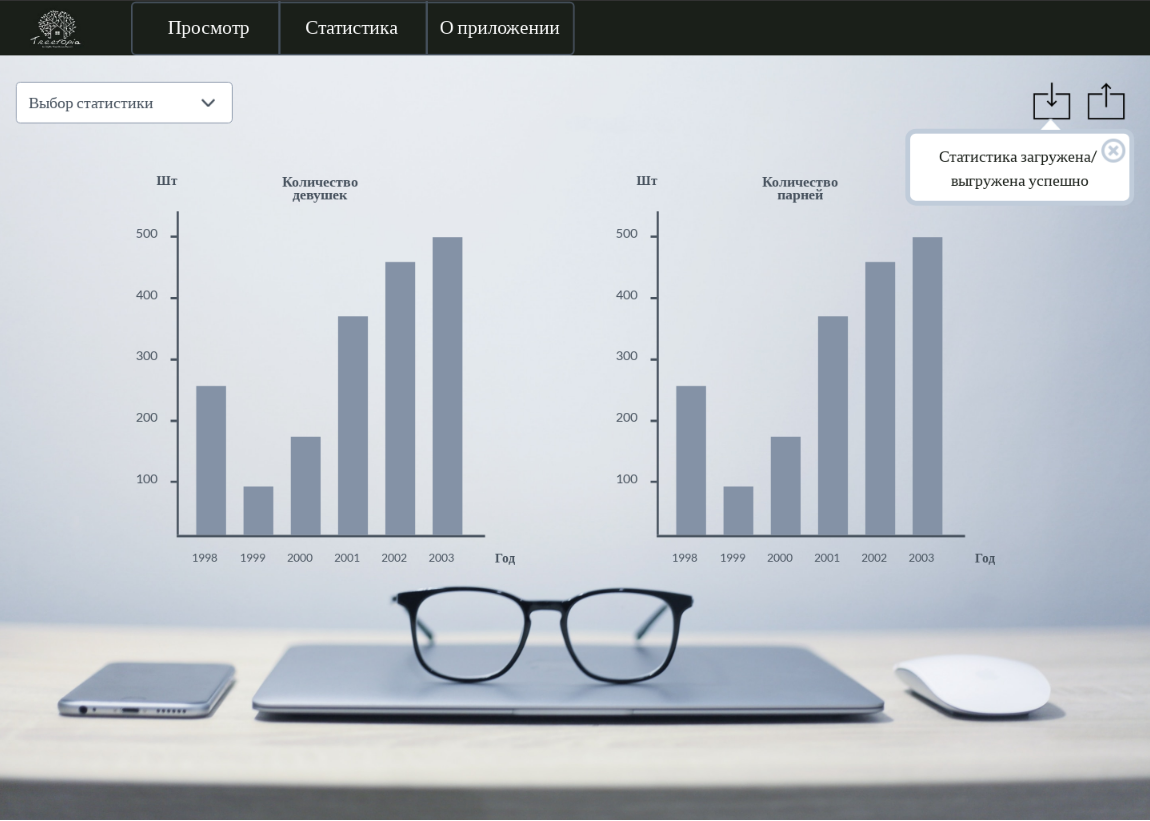 Treetopia
Просмотр
Статистика
О приложении
Выбор статистики
Статистика загружена/
выгружена успешно
Шт
Количество
девушек
500
400
300
200
100
1998 1999 2000 2001 2002 2003
Год
Шт
Количество
парней
500
400
300
200
100
1998 1999 2000 2001 2002 2003
Год